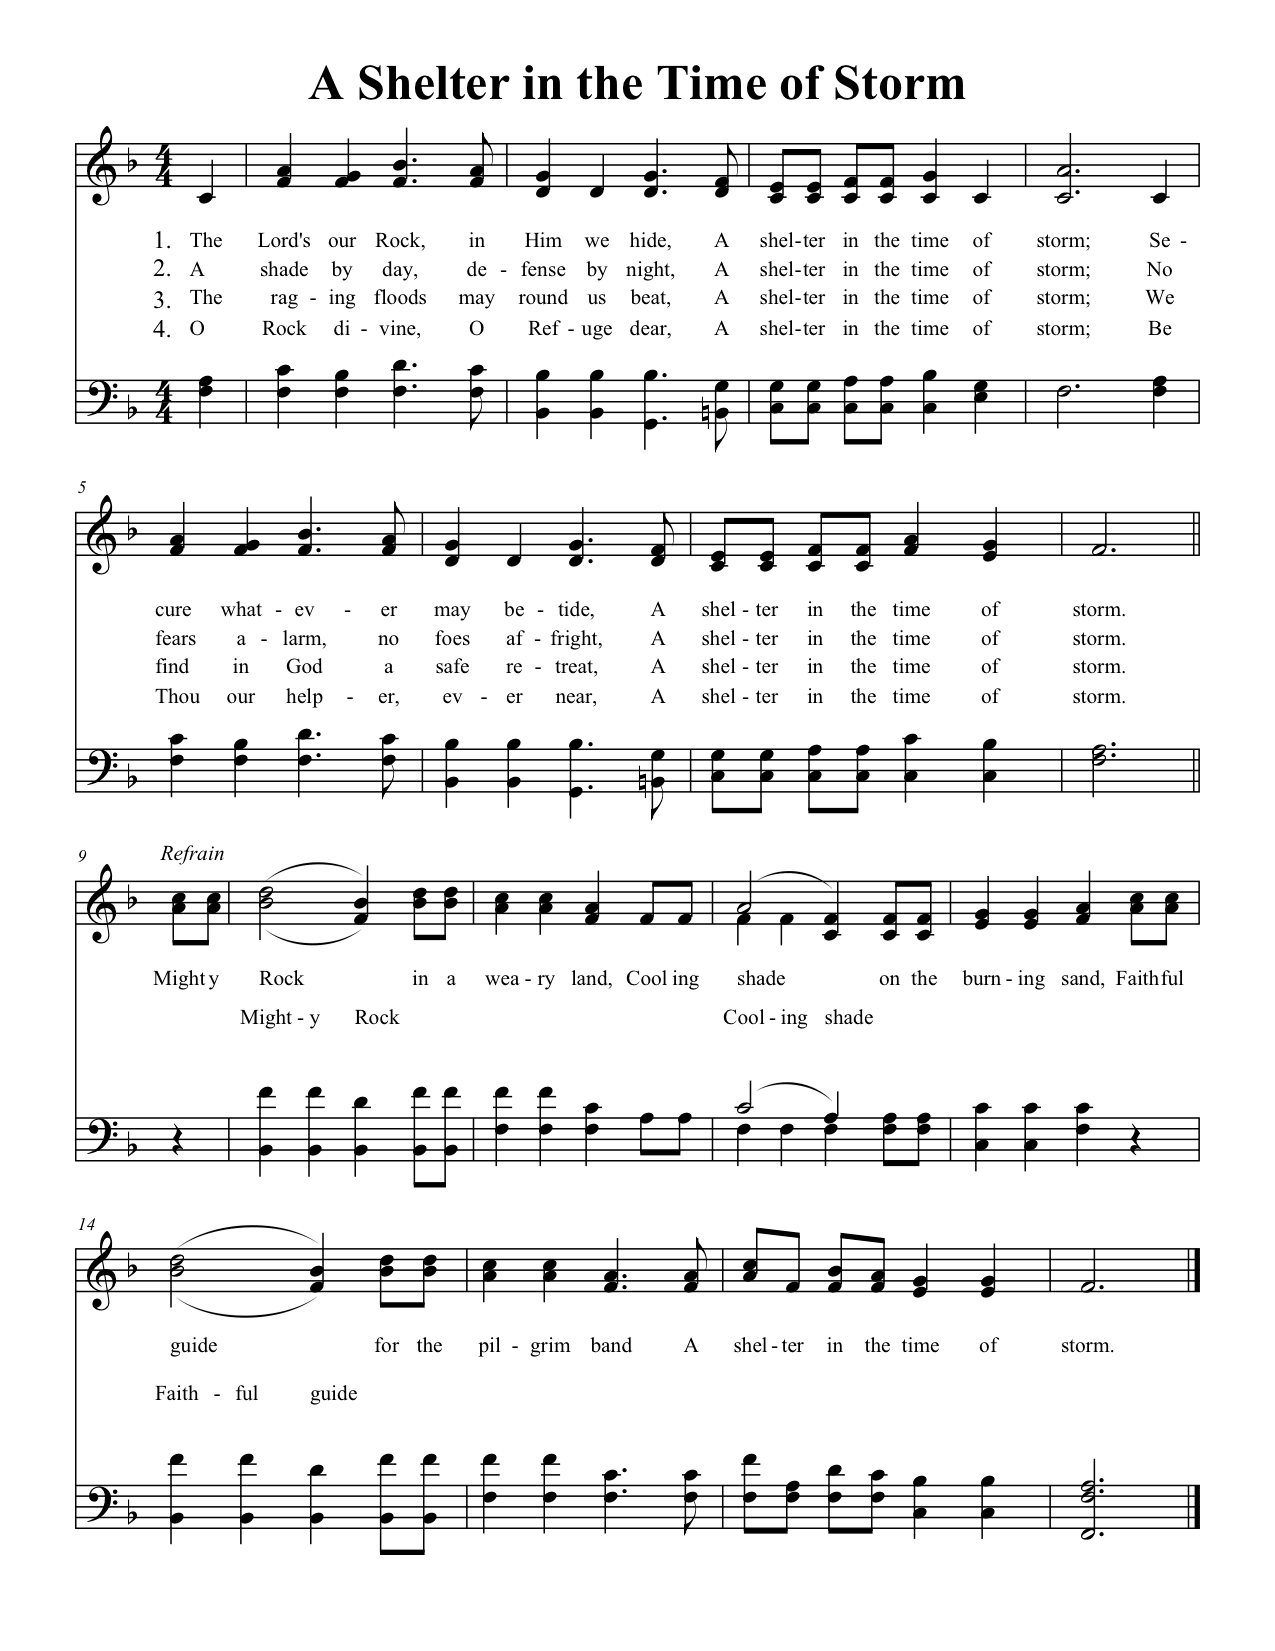 A Shelter in the Time of Storm
4
4
1. The Lord's our Rock, in Him we hide, A shel-ter in the time of storm; Se -
2. A shade by day, de - fense by night, A shel-ter in the time of storm; No
3. The rag - ing floods may round us beat, A shel-ter in the time of storm; We
4. O Rock di - vine, O Ref - uge dear, A shel-ter in the time of storm; Be
4
4
5
cure what - ev - er may be - tide, A shel - ter in the time of storm.
fears a - larm, no foes af - fright, A shel - ter in the time of storm.
find in God a safe re - treat, A shel - ter in the time of storm.
Thou our help - er, ev - er near, A shel - ter in the time of storm.
9 Refrain
Might y Rock in a wea - ry land, Cool ing shade on the burn - ing sand, Faith ful
Might - y Rock Cool - ing shade
14
guide for the pil - grim band A shel - ter in the time of storm.
Faith - ful guide